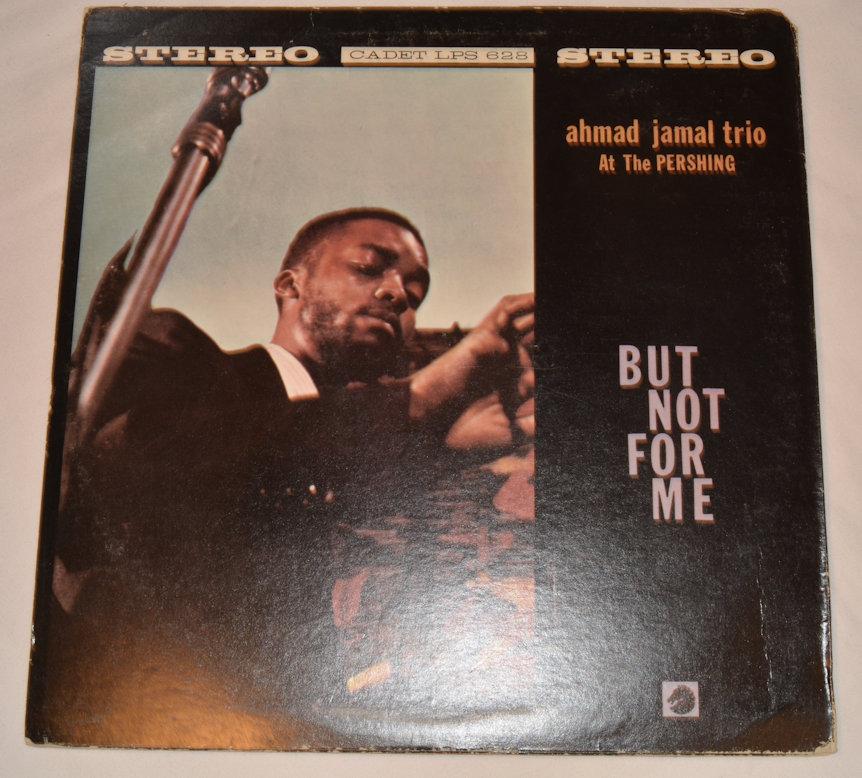 STEREO CADET LPS 628 STEREO
ahmad jamal trio
At The PERSHING
BUT
NOT
FOR
ME